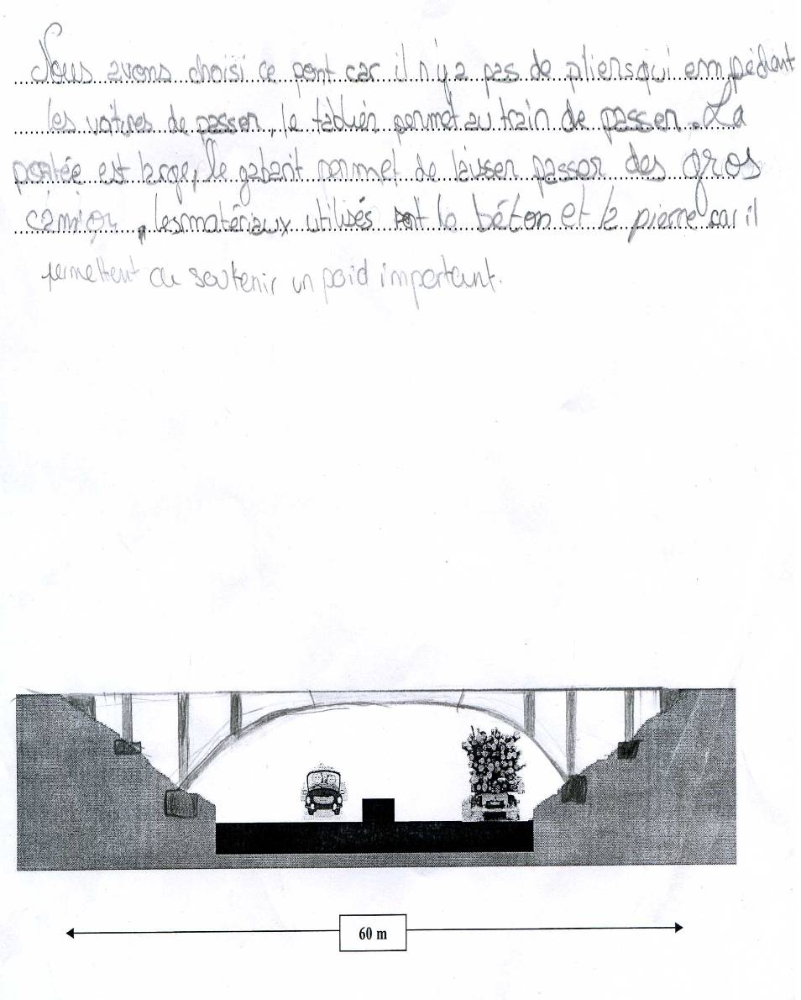 Nous avons choisi ce pont car il n'y a pas de pliers qui emppêchent
les voitures de passer, le tablier permet au train de passer. La
portée est large, le gabarit permet de laisser passer des gros
camion, les matériaux utilisés sont le béton et la pierre car il
permettent au soutenir un poid important.
60 m